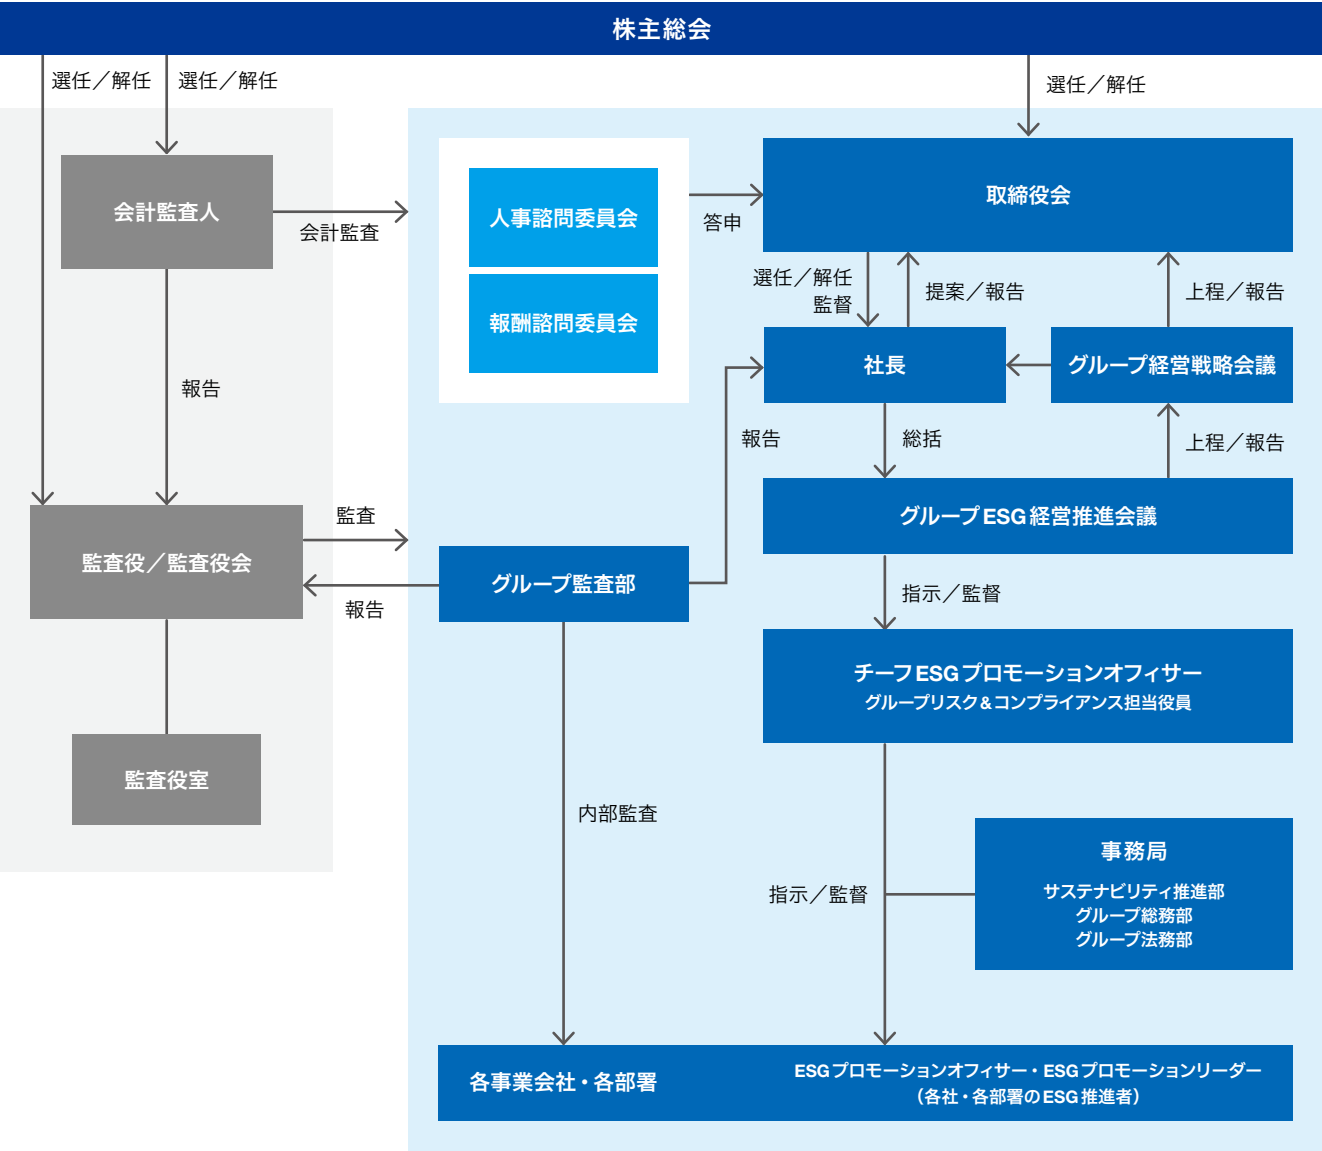 株主総会
選任／解任
選任／解任
選任／解任
会計監査人
会計監査
人事諮問委員会
報酬諮問委員会
答申
取締役会
選任／解任
監督
提案／報告
上程／報告
社長
グループ経営戦略会議
報告
報告
総括
上程／報告
グループESG経営推進会議
監査
監査役／監査役会
報告
グループ監査部
指示／監督
チーフESGプロモーションオフィサー
グループリスク＆コンプライアンス担当役員
監査役室
内部監査
指示／監督
事務局
サステナビリティ推進部
グループ総務部
グループ法務部
各事業会社・各部署
ESGプロモーションオフィサー・ESGプロモーションリーダー
（各社・各部署のESG推進者）